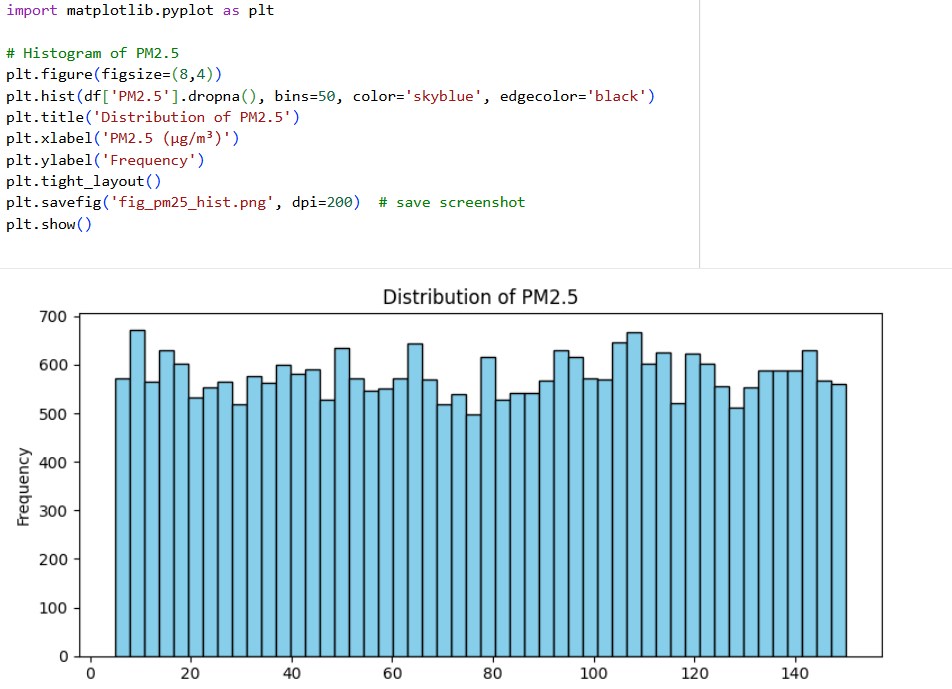 import matplotlib.pyplot as plt
# Histogram of PM2.5
plt.figure(figsize=(8,4))
plt.hist(df['PM2.5'].dropna(), bins=50, color='skyblue', edgecolor='black')
plt.title('Distribution of PM2.5')
plt.xlabel('PM2.5 (µg/m³)')
plt.ylabel('Frequency')
plt.tight_layout()
plt.savefig('fig_pm25_hist.png', dpi=200)  # save screenshot
plt.show()
Distribution of PM2.5
700
600
500
400
300
200
100
0
Frequency
0 20 40 60 80 100 120 140